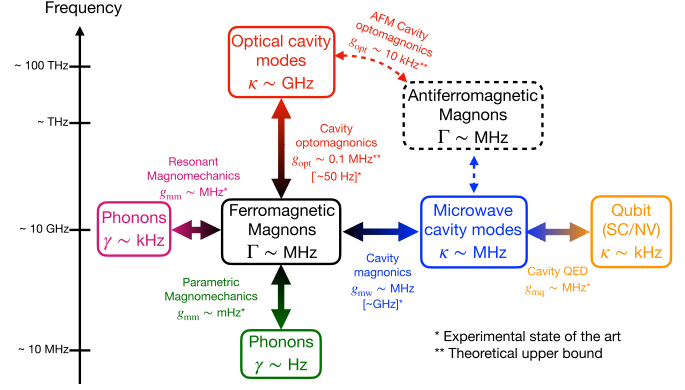 Frequency
~ 100 THz
~ THz
~ 10 GHz
~ 10 MHz
Optical cavity
modes
κ ∼ GHz
AFM Cavity
optomagnonics
g_opt ∼ 10 kHz**
Antiferromagnetic
Magnons
Γ ∼ MHz
Cavity
optomagnonics
g_opt ∼ 0.1 MHz**
[~50 Hz]*
Resonant
Magnomechanics
g_mm ∼ MHz*
Phonons
γ ∼ kHz
Ferromagnetic
Magnons
Γ ∼ MHz
Microwave
cavity modes
κ ∼ MHz
Qubit
(SC/NV)
κ ∼ kHz
Cavity
magnonics
g_mw ∼ MHz
[~GHz]*
Cavity QED
g_mq ∼ MHz*
Parametric
Magnomechanics
g_mm ∼ mHz*
Phonons
γ ∼ Hz
* Experimental state of the art
** Theoretical upper bound